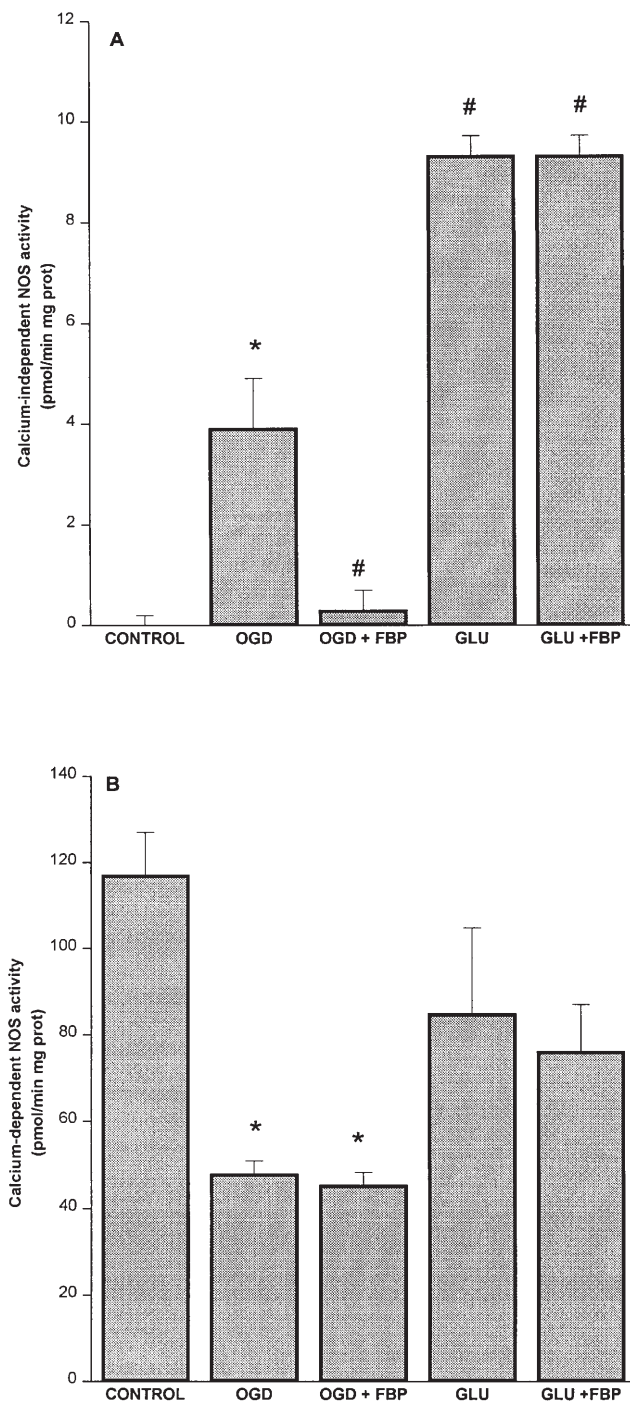 A
12
10
8
6
4
2
0
Calcium-independent NOS activity
(pmol/min mg prot)
*
#
#
#
CONTROL OGD OGD + FBP GLU GLU +FBP
B
140
120
100
80
60
40
20
0
Calcium-dependent NOS activity
(pmol/min mg prot)
*
*
CONTROL OGD OGD + FBP GLU GLU +FBP